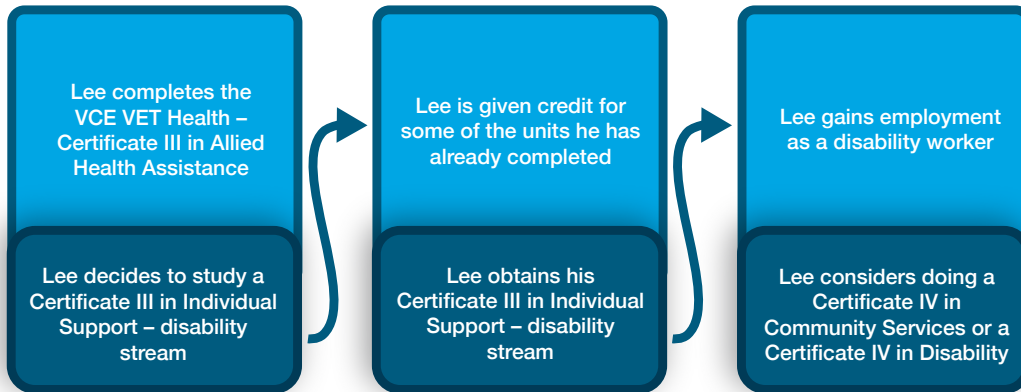 Lee completes the
VCE VET Health –
Certificate III in Allied
Health Assistance
Lee decides to study a
Certificate III in Individual
Support – disability
stream
Lee is given credit for
some of the units he has
already completed
Lee obtains his
Certificate III in Individual
Support – disability
stream
Lee gains employment
as a disability worker
Lee considers doing a
Certificate IV in
Community Services or a
Certificate IV in Disability